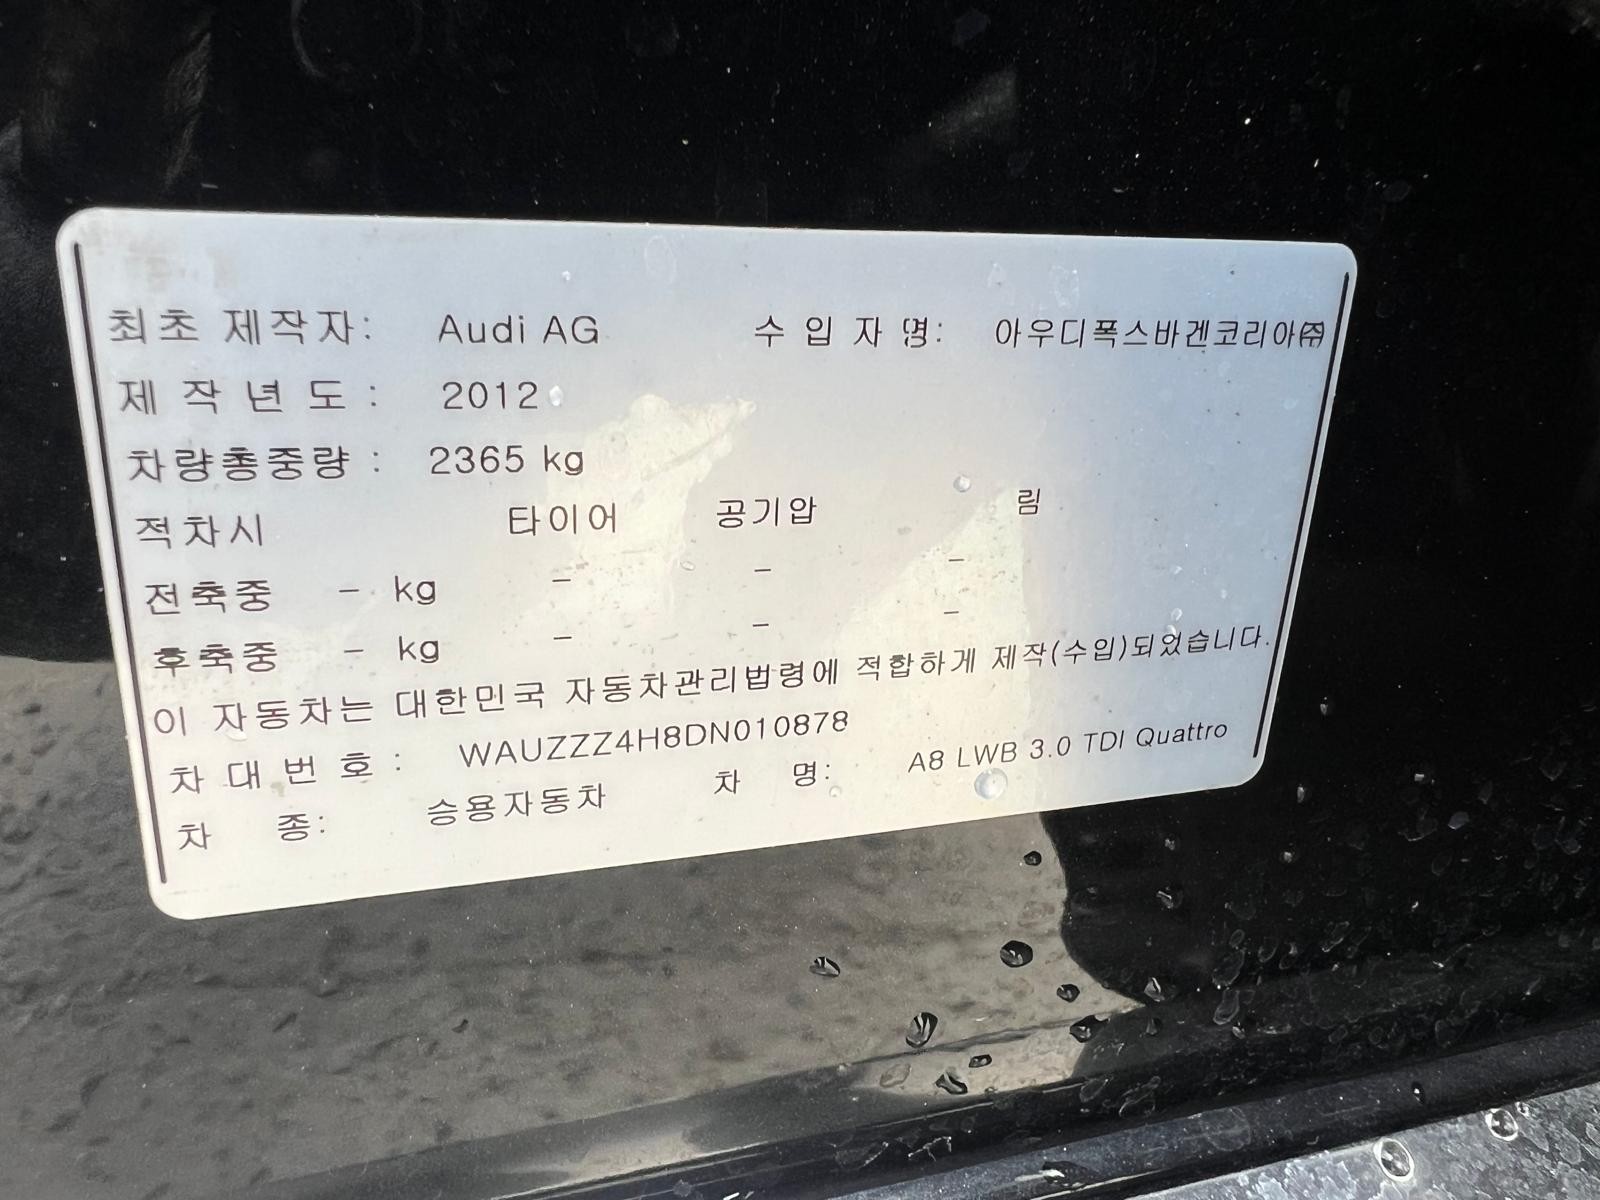 최초 제작자: Audi AG 수 입 자 명: 아우디폭스바겐코리아㈜
제 작 년 도 : 2012
차량총중량 : 2365 kg
적차시 타이어 공기압 림
전축중 - kg - - -
후축중 - kg - - -
이 자동차는 대한민국 자동차관리법령에 적합하게 제작(수입)되었습니다.
차 대 번 호 : WAUZZZ4H8DN010878
차 종: 승용자동차 차 명: A8 LWB 3.0 TDI Quattro